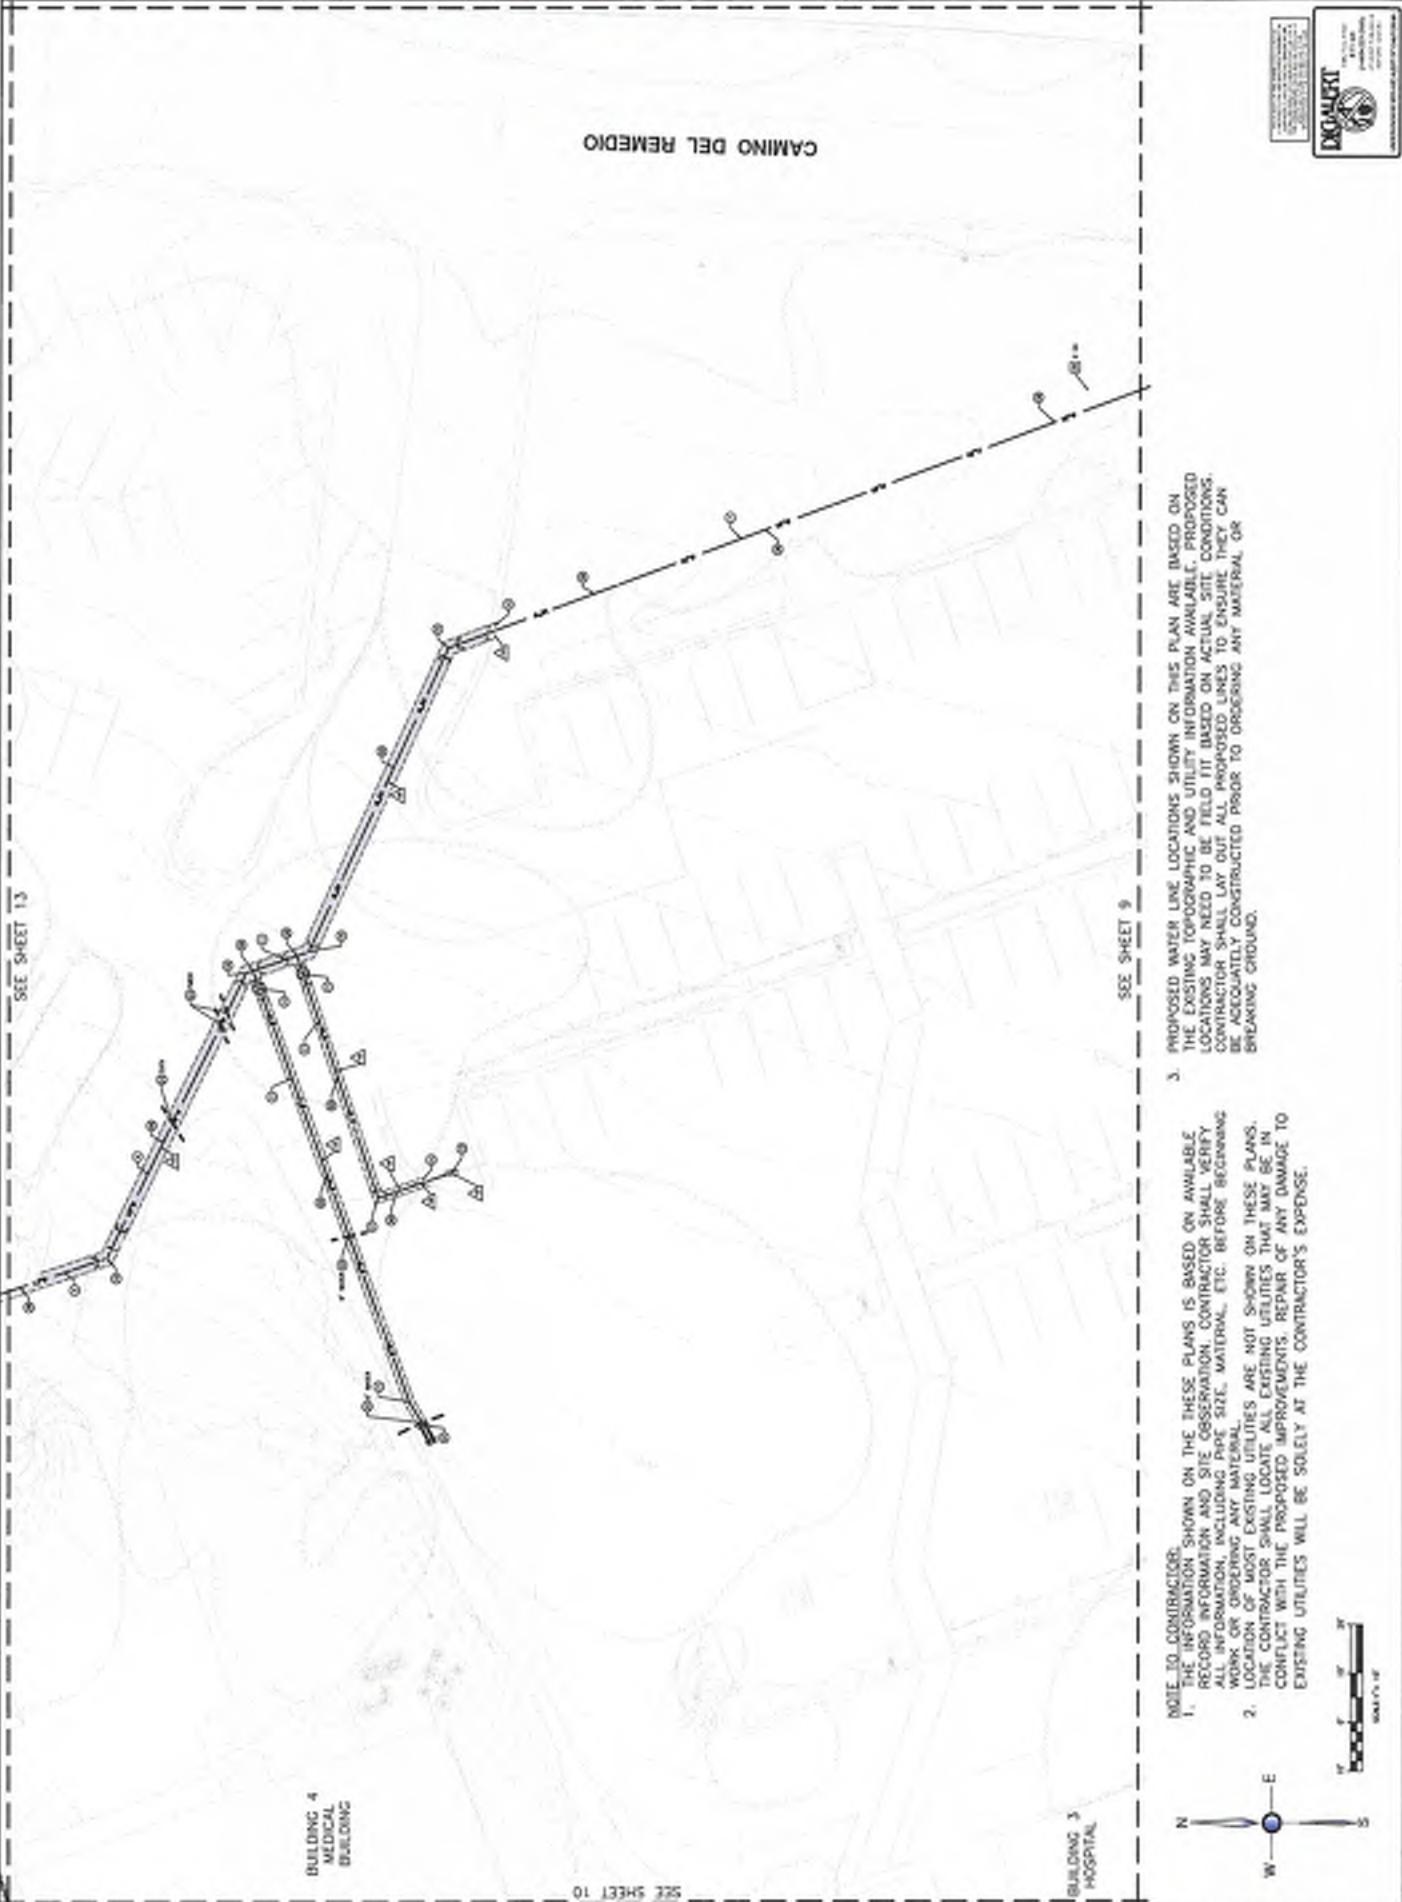 SEE SHEET 13
CAMINO DEL REMEDIO
BUILDING 4
MEDICAL
BUILDING
SEE SHEET 10
BUILDING 3
HOSPITAL
SEE SHEET 9
NOTE TO CONTRACTOR:
1. THE INFORMATION SHOWN ON THE THESE PLANS IS BASED ON AVAILABLE
RECORD INFORMATION AND SITE OBSERVATION. CONTRACTOR SHALL VERIFY
ALL INFORMATION, INCLUDING PIPE SIZE, MATERIAL, ETC. BEFORE BEGINNING
WORK OR ORDERING ANY MATERIAL.
2. LOCATION OF MOST EXISTING UTILITIES ARE NOT SHOWN ON THESE PLANS.
THE CONTRACTOR SHALL LOCATE ALL EXISTING UTILITIES THAT MAY BE IN
CONFLICT WITH THE PROPOSED IMPROVEMENTS. REPAIR OF ANY DAMAGE TO
EXISTING UTILITIES WILL BE SOLELY AT THE CONTRACTOR'S EXPENSE.
3. PROPOSED WATER LINE LOCATIONS SHOWN ON THIS PLAN ARE BASED ON
THE EXISTING TOPOGRAPHIC AND UTILITY INFORMATION AVAILABLE. PROPOSED
LOCATIONS MAY NEED TO BE FIELD FIT BASED ON ACTUAL SITE CONDITIONS.
CONTRACTOR SHALL LAY OUT ALL PROPOSED LINES TO ENSURE THEY CAN
BE ADEQUATELY CONSTRUCTED PRIOR TO ORDERING ANY MATERIAL OR
BREAKING GROUND.
N
W
E
S
DIGALERT